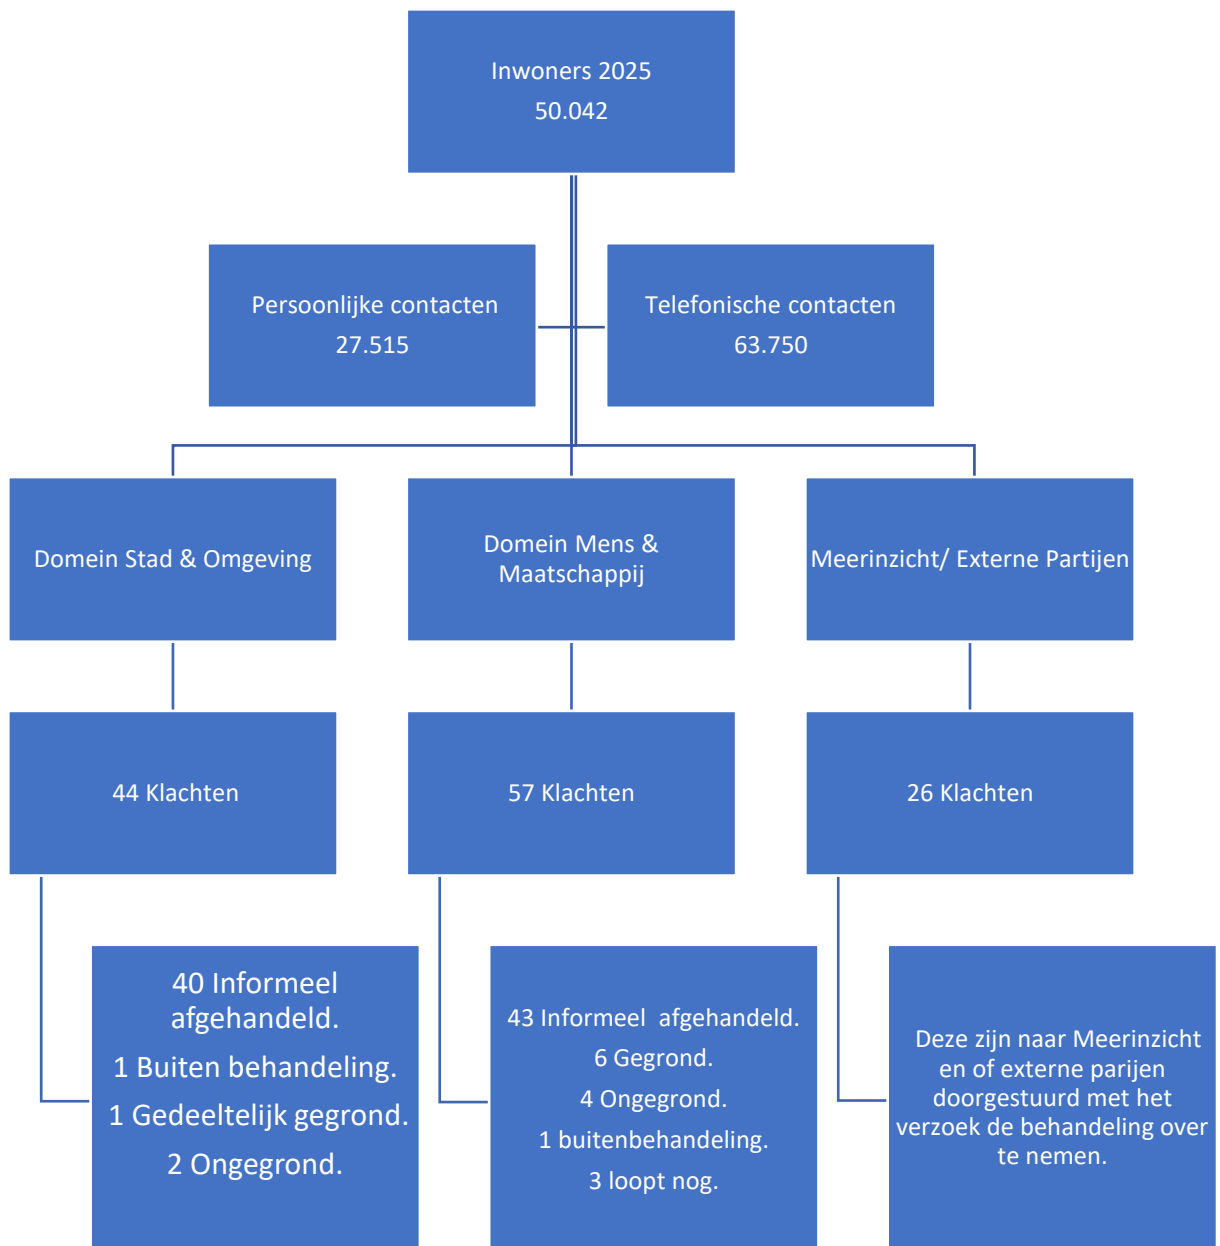 Inwoners 2025
50.042
Persoonlijke contacten
27.515
Telefonische contacten
63.750
Domein Stad & Omgeving
Domein Mens &
Maatschappij
Meerinzicht/ Externe Partijen
44 Klachten
57 Klachten
26 Klachten
40 Informeel
afgehandeld.
1 Buiten behandeling.
1 Gedeeltelijk gegrond.
2 Ongegrond.
43 Informeel  afgehandeld.
6 Gegrond.
4 Ongegrond.
1 buitenbehandeling.
3 loopt nog.
Deze zijn naar Meerinzicht
en of externe parijen
doorgestuurd met het
verzoek de behandeling over
te nemen.